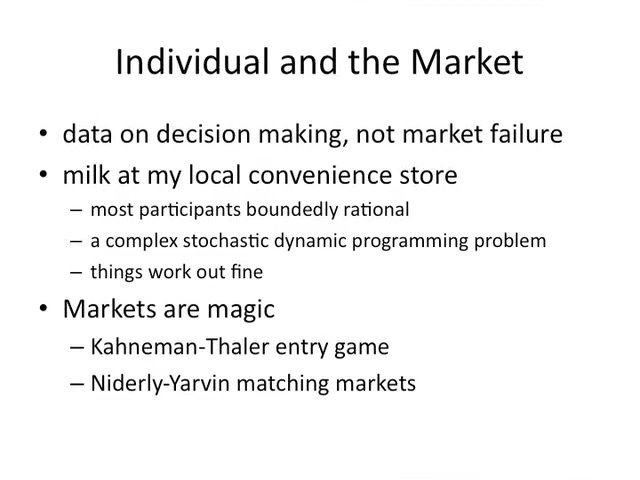 Individual and the Market
• data on decision making, not market failure
• milk at my local convenience store
– most participants boundedly rational
– a complex stochastic dynamic programming problem
– things work out fine
• Markets are magic
– Kahneman-Thaler entry game
– Niderly-Yarvin matching markets